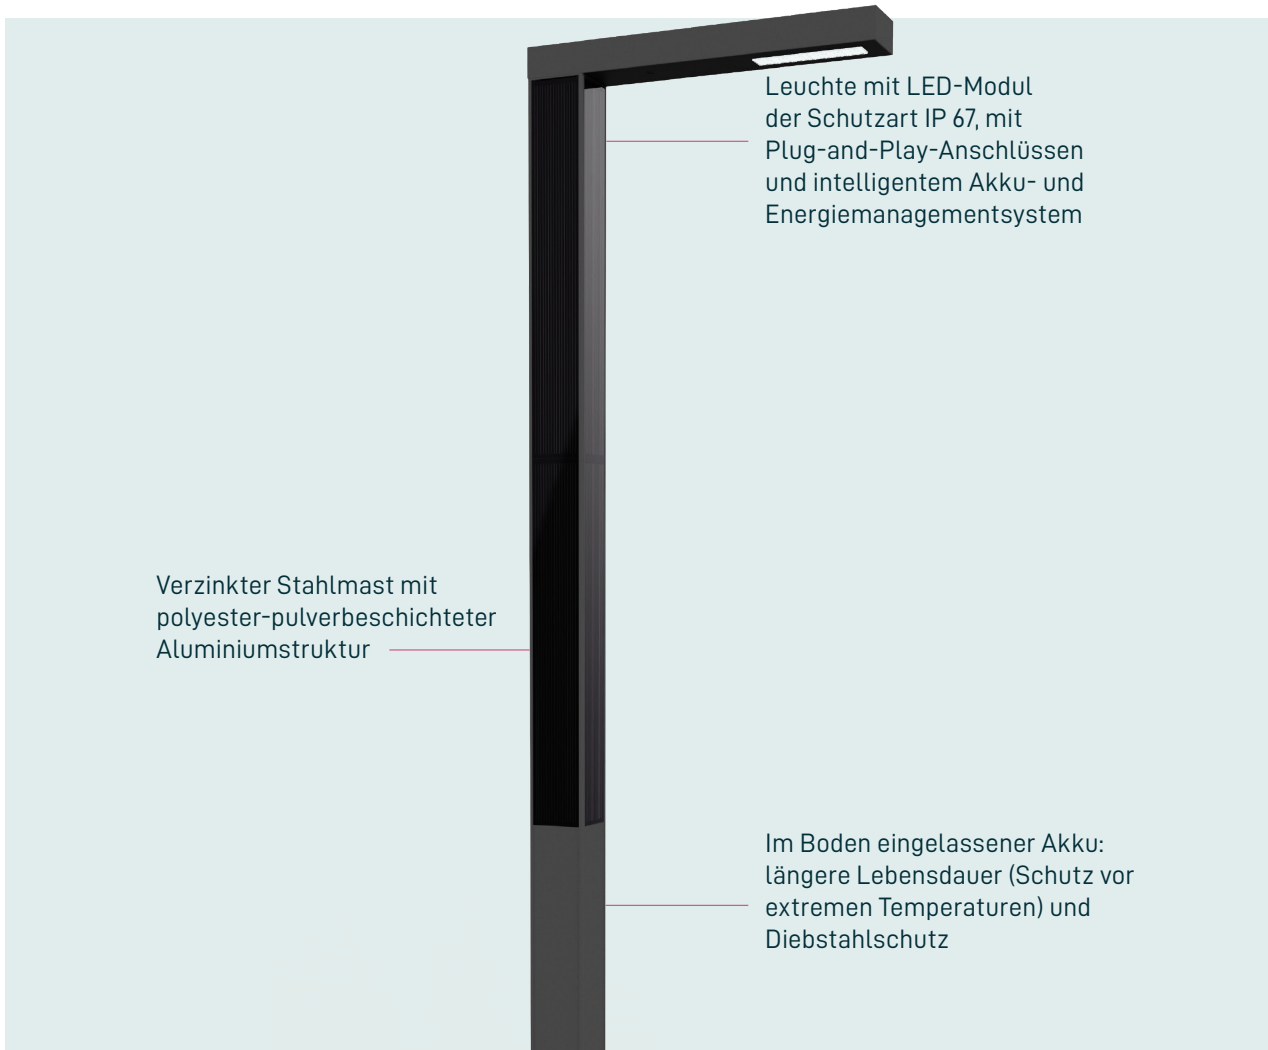 Leuchte mit LED-Modul
der Schutzart IP 67, mit
Plug-and-Play-Anschlüssen
und intelligentem Akku- und
Energiemanagementsystem
Verzinkter Stahlmast mit
polyester-pulverbeschichteter
Aluminiumstruktur
Im Boden eingelassener Akku:
längere Lebensdauer (Schutz vor
extremen Temperaturen) und
Diebstahlschutz